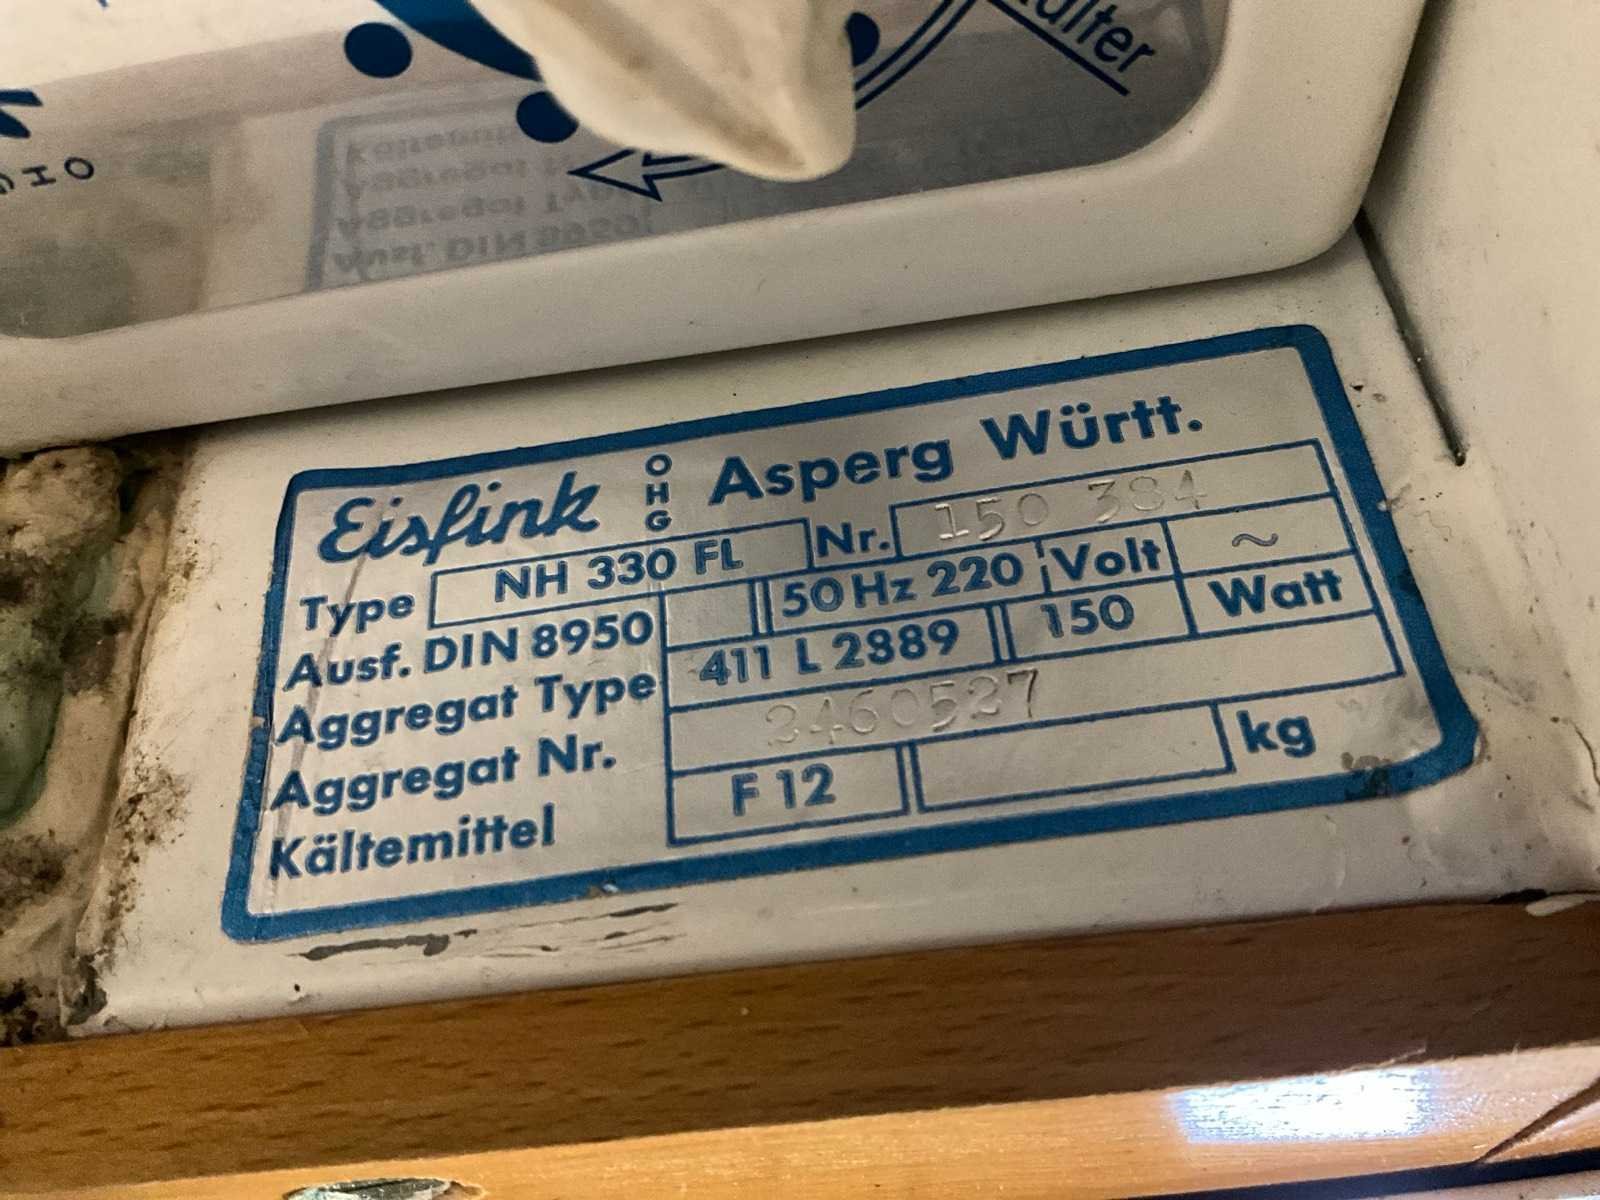 Eisfink OHG Asperg Württ.
Type NH 330 FL Nr. 150 384
Ausf. DIN 8950 50 Hz 220 Volt ~
Aggregat Type 411 L 2889 150 Watt
Aggregat Nr. 3460527
Kältemittel F 12 kg